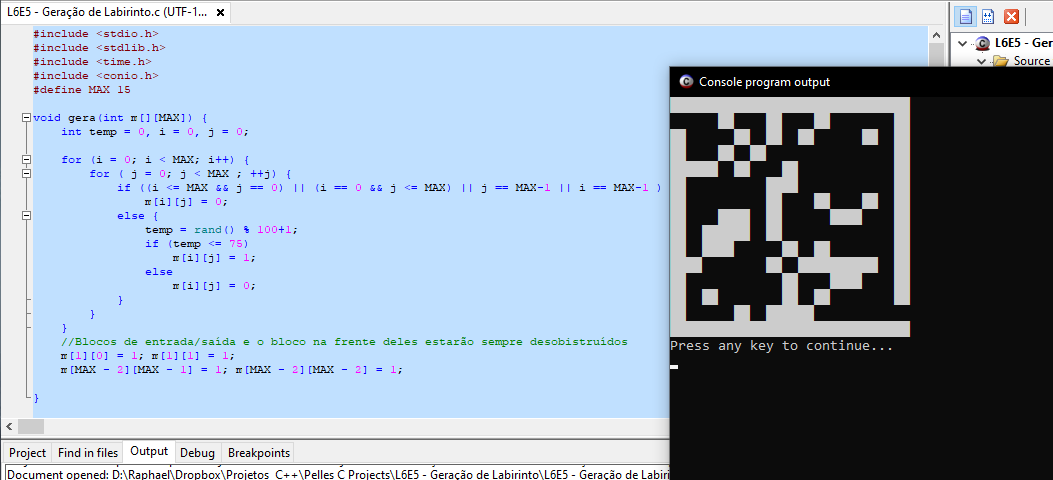 L6E5 - Geração de Labirinto.c (UTF-1...
#include <stdio.h>
#include <stdlib.h>
#include <time.h>
#include <conio.h>
#define MAX 15
void gera(int m[][MAX]) {
int temp = 0, i = 0, j = 0;
for (i = 0; i < MAX; i++) {
for ( j = 0; j < MAX ; ++j) {
if ((i <= MAX && j == 0) || (i == 0 && j <= MAX) || j == MAX-1 || i == MAX-1 )
m[i][j] = 0;
else {
temp = rand() % 100+1;
if (temp <= 75)
m[i][j] = 1;
else
m[i][j] = 0;
}
}
}
//Blocos de entrada/saída e o bloco na frente deles estarão sempre desobistruídos
m[1][0] = 1; m[1][1] = 1;
m[MAX - 2][MAX - 1] = 1; m[MAX - 2][MAX - 2] = 1;
}
Project Find in files Output Debug Breakpoints
Document opened: D:\Raphael\Dropbox\Projetos C++\Pelles C Projects\L6E5 - Geração de Labirinto\L6E5 - Geração de Labiri
L6E5 - Ger
Source
Console program output
Press any key to continue...